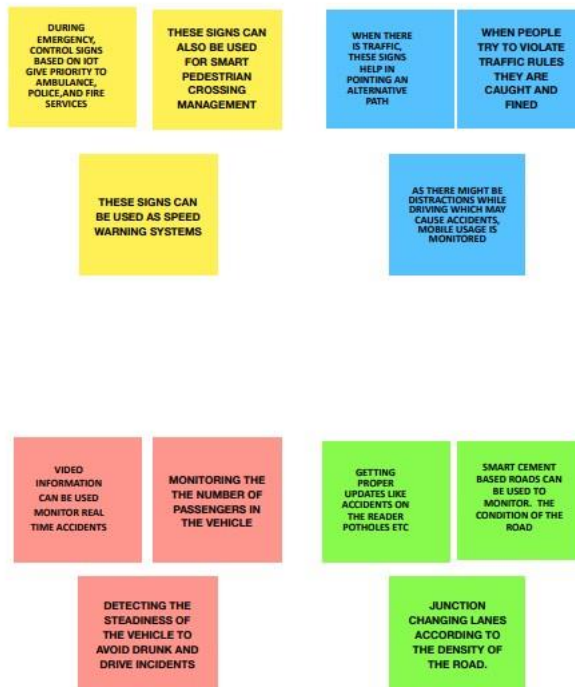 DURING
EMERGENCY,
CONTROL SIGNS
BASED ON IOT
GIVE PRIORITY TO
AMBULANCE,
POLICE,AND FIRE
SERVICES
THESE SIGNS CAN
ALSO BE USED
FOR SMART
PEDESTRIAN
CROSSING
MANAGEMENT
THESE SIGNS CAN
BE USED AS SPEED
WARNING SYSTEMS
WHEN THERE
IS TRAFFIC,
THESE SIGNS
HELP IN
POINTING AN
ALTERNATIVE
PATH
WHEN PEOPLE
TRY TO VIOLATE
TRAFFIC RULES
THEY ARE
CAUGHT AND
FINED
AS THERE MIGHT BE
DISTRACTIONS WHILE
DRIVING WHICH MAY
CAUSE ACCIDENTS,
MOBILE USAGE IS
MONITORED
VIDEO
INFORMATION
CAN BE USED
MONITOR REAL
TIME ACCIDENTS
MONITORING THE
THE NUMBER OF
PASSENGERS IN
THE VEHICLE
DETECTING THE
STEADINESS OF
THE VEHICLE TO
AVOID DRUNK AND
DRIVE INCIDENTS
GETTING
PROPER
UPDATES LIKE
ACCIDENTS ON
THE READER
POTHOLES ETC
SMART CEMENT
BASED ROADS CAN
BE USED TO
MONITOR. THE
CONDITION OF THE
ROAD
JUNCTION
CHANGING LANES
ACCORDING TO
THE DENSITY OF
THE ROAD.